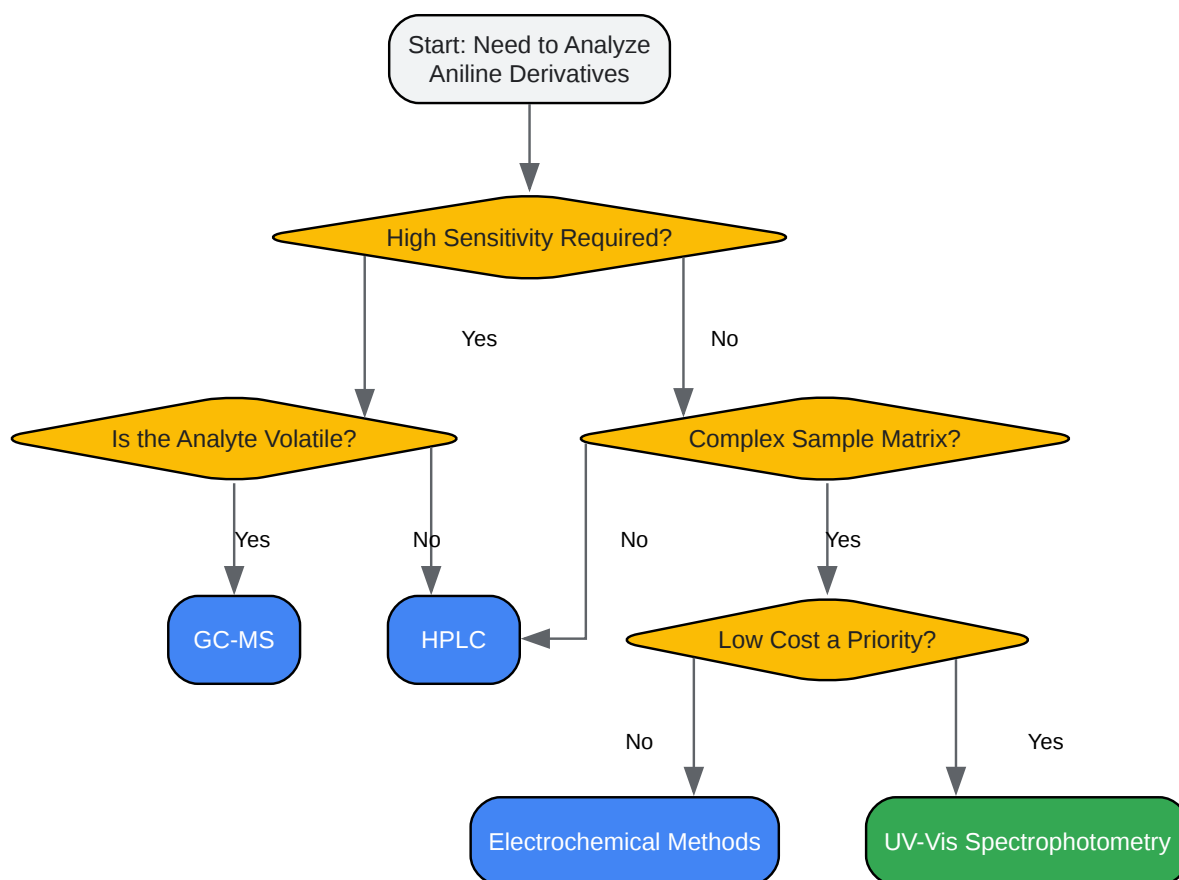 Start: Need to Analyze
Aniline Derivatives
High Sensitivity Required?
Yes
No
Is the Analyte Volatile?
Complex Sample Matrix?
Yes
No
No
Yes
GC-MS
HPLC
Low Cost a Priority?
No
Yes
Electrochemical Methods
UV-Vis Spectrophotometry